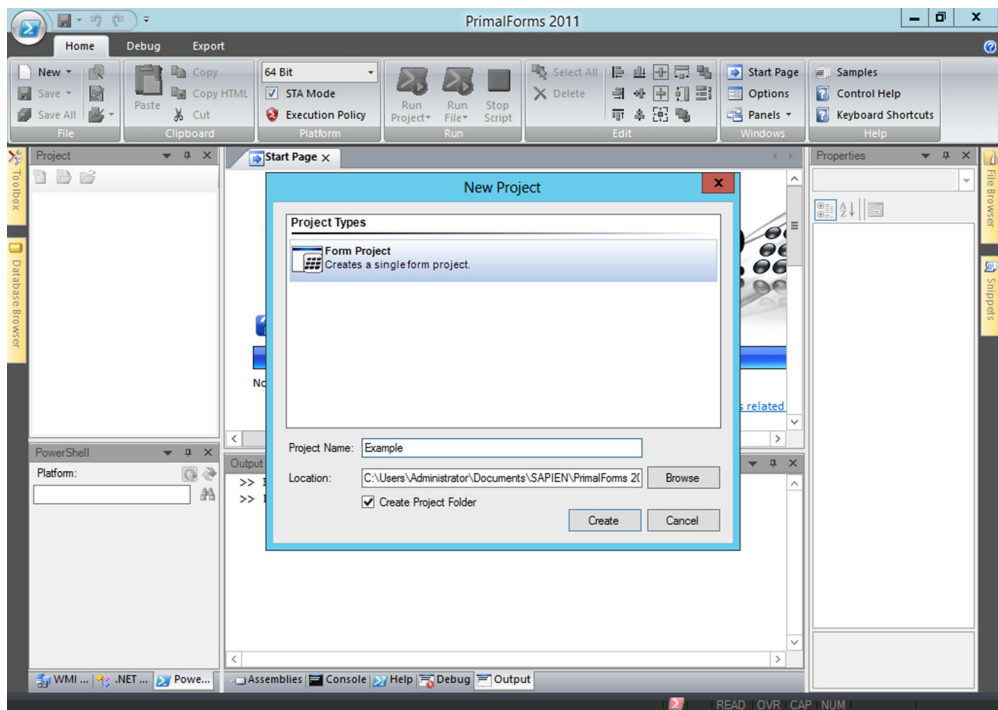 PrimalForms 2011
Home Debug Export
New Copy 64 Bit Select All Start Page Samples
Save Copy HTML STA Mode Delete Options Control Help
Save All Paste Cut Execution Policy Run Project Run File Stop Script Panels Keyboard Shortcuts
File Clipboard Platform Run Edit Windows Help
Toolbox
Database Browser
Project
Start Page
Properties
File Browser
Snippets
New Project
Project Types
Form Project
Creates a single form project.
No
s related
Project Name: Example
Location: C:\Users\Administrator\Documents\SAPIEN\PrimalForms 20 Browse
Create Project Folder
Create Cancel
PowerShell
Platform:
Output
>>
>>
WMI ... .NET ... Powe...
Assemblies Console Help Debug Output
READ OVR CAP NUM